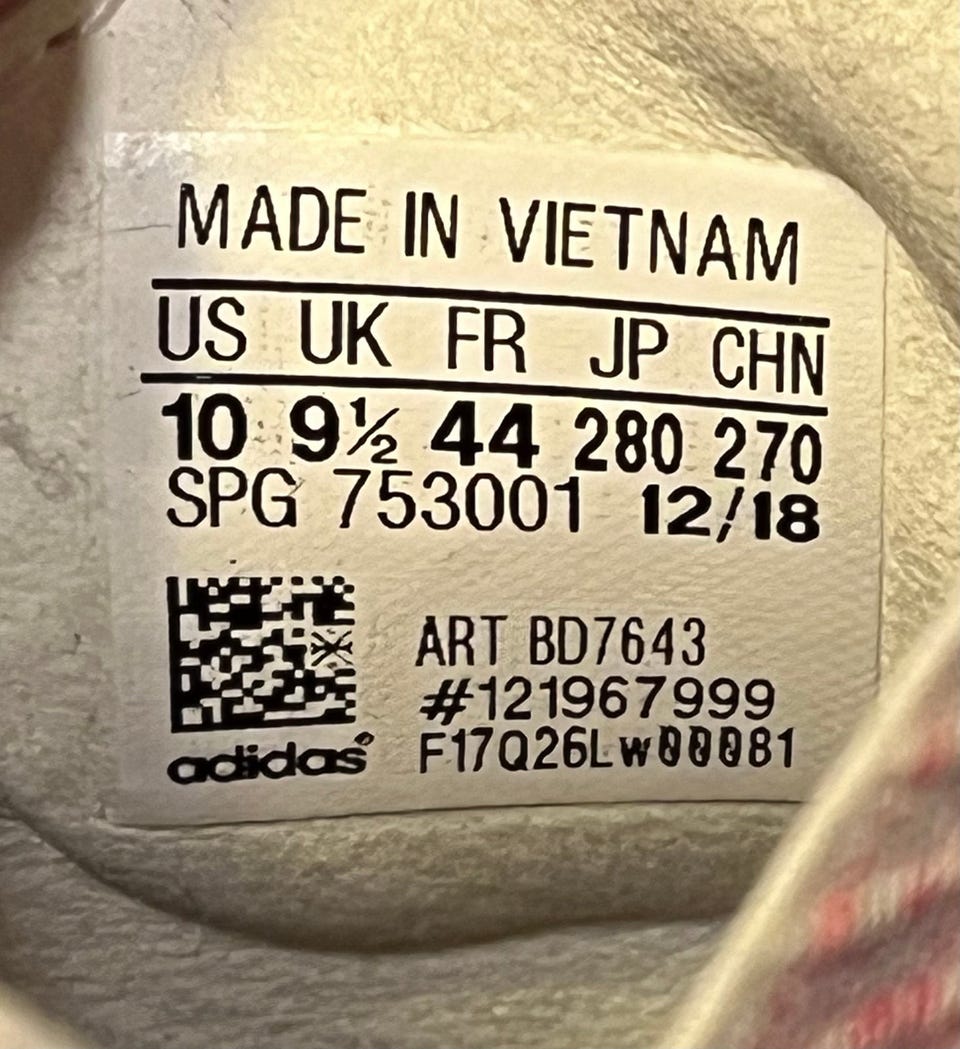 MADE IN VIETNAM
US UK FR JP CHN
10 9½ 44 280 270
SPG 753001 12/18
ART BD7643
#121967999
adidas F17Q26Lw00081